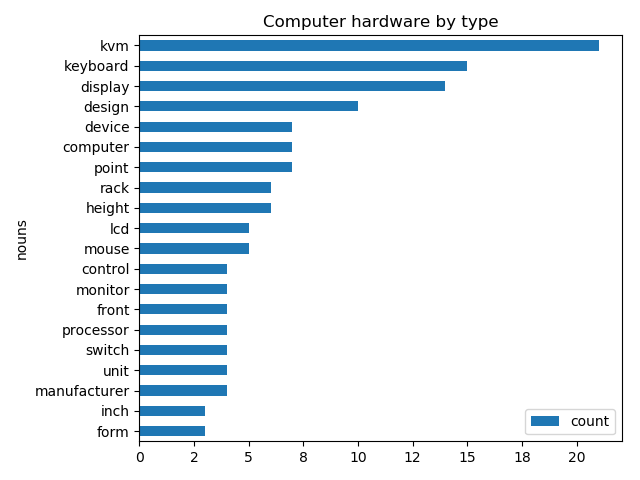 Computer hardware by type
kvm
keyboard
display
design
device
computer
point
rack
height
lcd
mouse
control
monitor
front
processor
switch
unit
manufacturer
inch
form
nouns
0 2 5 8 10 12 15 18 20
count